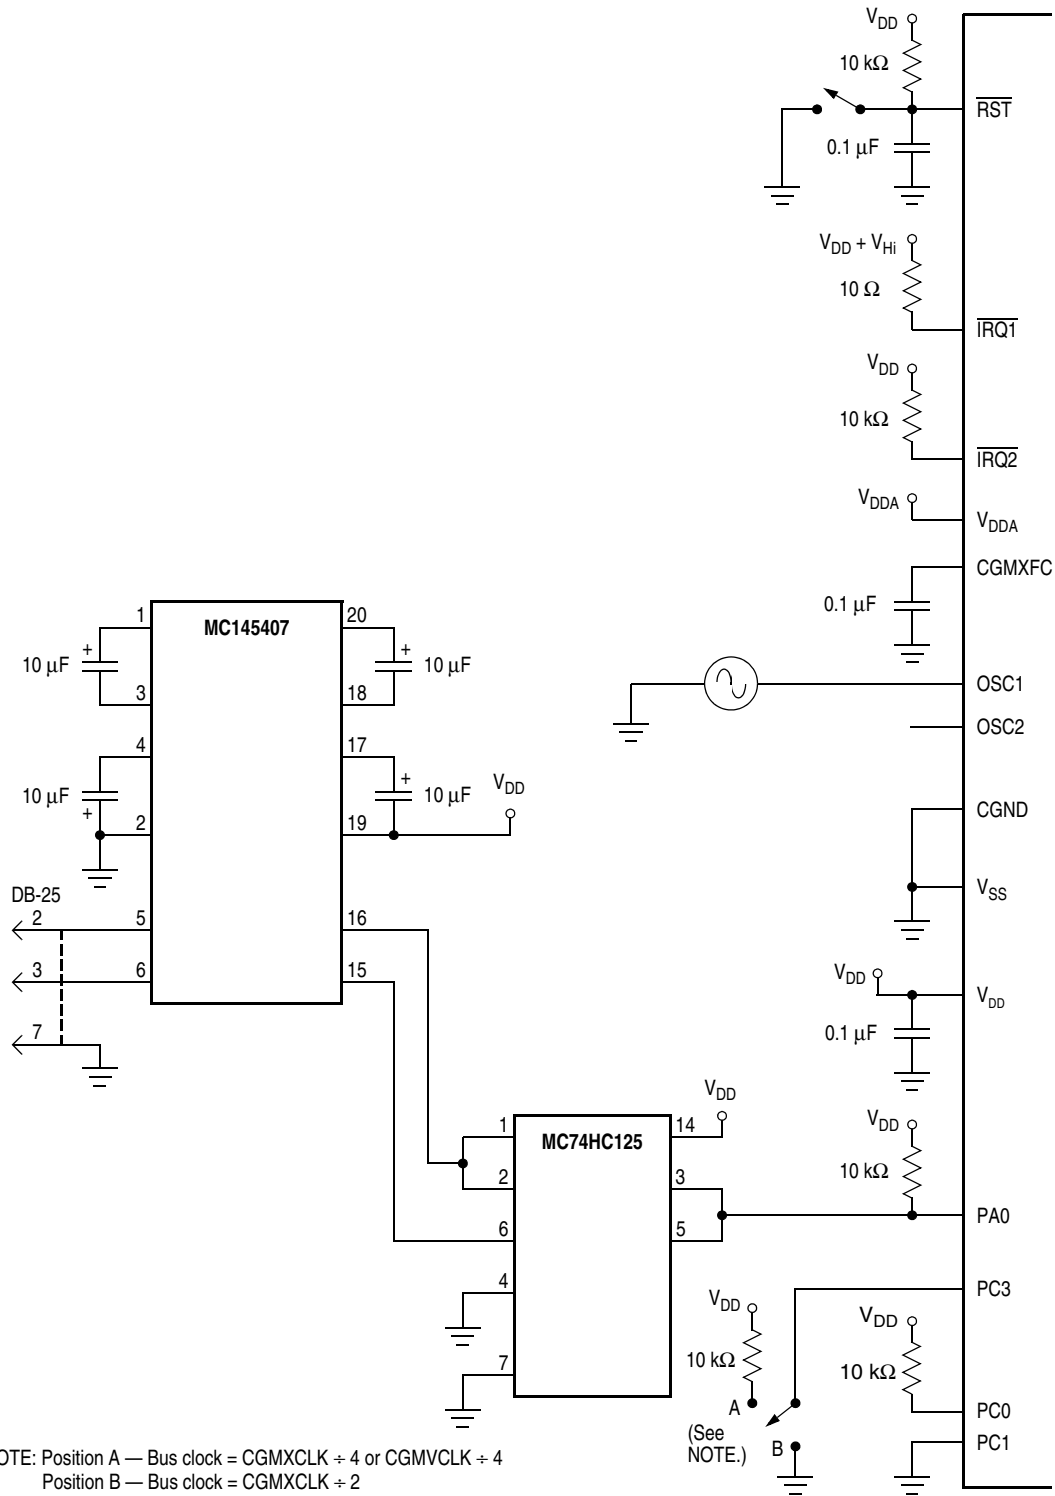 VDD
10 kΩ
RST
0.1 µF
VDD + VHi
10 Ω
IRQ1
VDD
10 kΩ
IRQ2
VDDA
VDDA
CGMXFC
0.1 µF
1
MC145407
20
10 µF
+
+
10 µF
3
18
OSC1
OSC2
4
17
10 µF
+
+
10 µF
VDD
2
19
CGND
DB-25
VSS
2
5
16
3
6
15
VDD
VDD
0.1 µF
7
VDD
1
MC74HC125
14
VDD
2
3
10 kΩ
6
5
PA0
4
PC3
VDD
VDD
7
10 kΩ
10 kΩ
A
PC0
(See
NOTE.)
B
PC1
OTE: Position A — Bus clock = CGMXCLK ÷ 4 or CGMVCLK ÷ 4
Position B — Bus clock = CGMXCLK ÷ 2